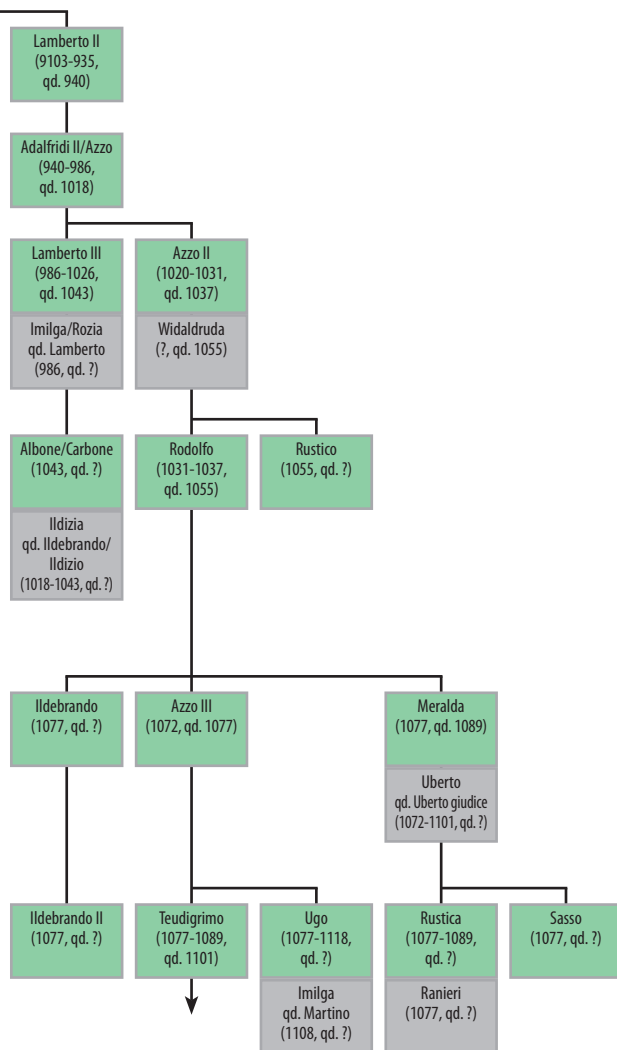 Lamberto II
(9103-935,
qd. 940)
Adalfridi II/Azzo
(940-986,
qd. 1018)
Lamberto III
(986-1026,
qd. 1043)
Imilga/Rozia
qd. Lamberto
(986, qd. ?)
Azzo II
(1020-1031,
qd. 1037)
Widaldruda
(?, qd. 1055)
Albone/Carbone
(1043, qd. ?)
Ildizia
qd. Ildebrando/
Ildizio
(1018-1043, qd. ?)
Rodolfo
(1031-1037,
qd. 1055)
Rustico
(1055, qd. ?)
Ildebrando
(1077, qd. ?)
Azzo III
(1072, qd. 1077)
Meralda
(1077, qd. 1089)
Uberto
qd. Uberto giudice
(1072-1101, qd. ?)
Ildebrando II
(1077, qd. ?)
Teudigrimo
(1077-1089,
qd. 1101)
Ugo
(1077-1118,
qd. ?)
Imilga
qd. Martino
(1108, qd. ?)
Rustica
(1077-1089,
qd. ?)
Ranieri
(1077, qd. ?)
Sasso
(1077, qd. ?)